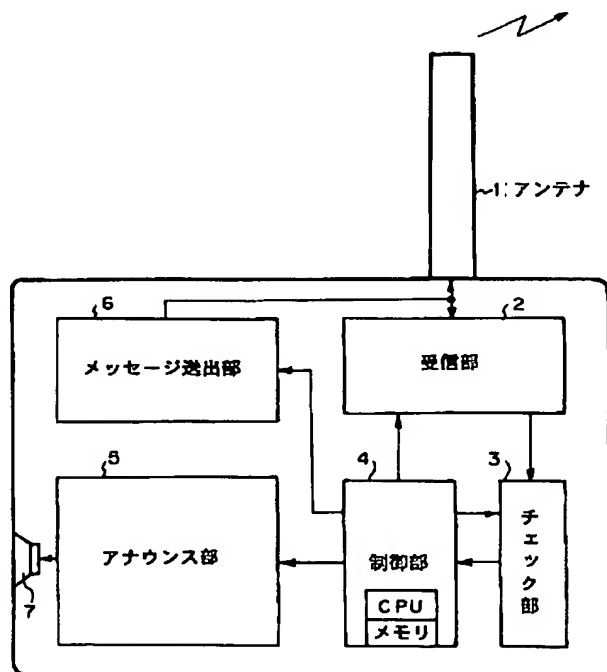 1:アンテナ
6
メッセージ送出部
2
受信部
5
アナウンス部
4
制御部
CPU
メモリ
3
チェック部
7